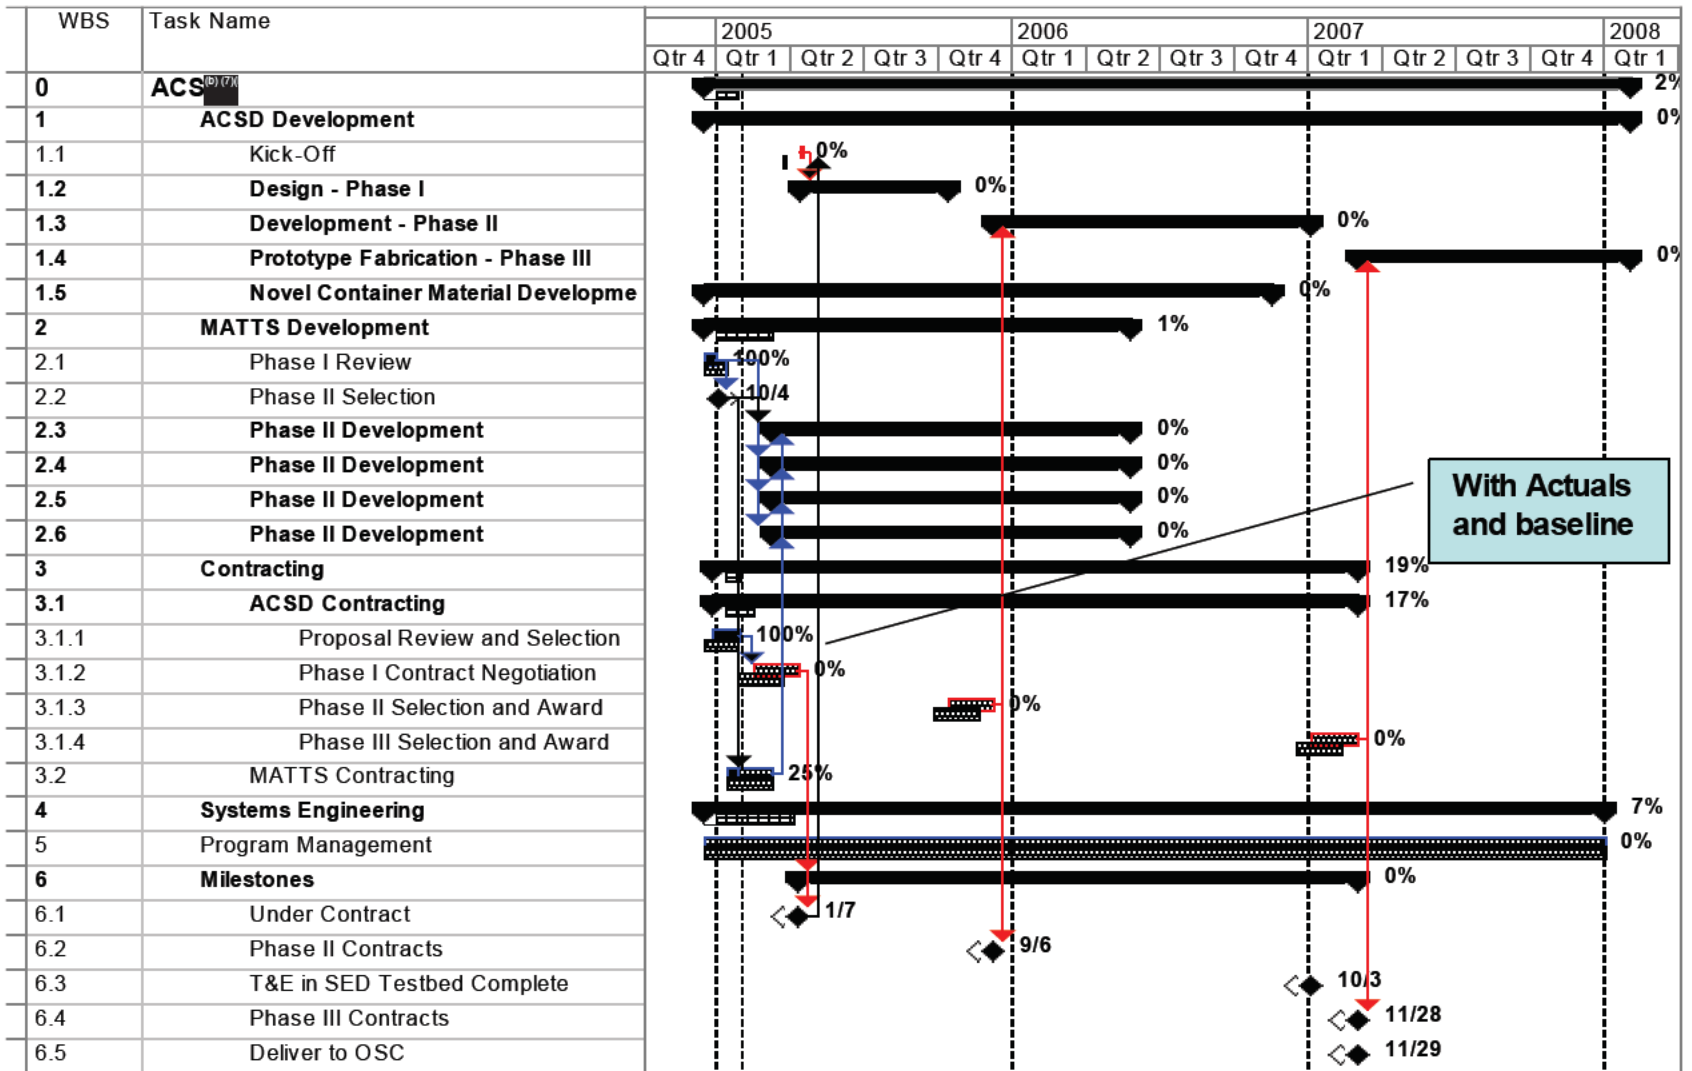 WBS Task Name
2005 2006 2007 2008
Qtr 4 Qtr 1 Qtr 2 Qtr 3 Qtr 4 Qtr 1 Qtr 2 Qtr 3 Qtr 4 Qtr 1 Qtr 2 Qtr 3 Qtr 4 Qtr 1
0 ACS (b) (7)( 2%
1 ACSD Development 0%
1.1 Kick-Off 0%
1.2 Design - Phase I 0%
1.3 Development - Phase II 0%
1.4 Prototype Fabrication - Phase III 0%
1.5 Novel Container Material Developme 0%
2 MATTS Development 1%
2.1 Phase I Review 100%
2.2 Phase II Selection 10/4
2.3 Phase II Development 0%
2.4 Phase II Development 0%
2.5 Phase II Development 0%
2.6 Phase II Development 0%
With Actuals
and baseline
3 Contracting 19%
3.1 ACSD Contracting 17%
3.1.1 Proposal Review and Selection 100%
3.1.2 Phase I Contract Negotiation 0%
3.1.3 Phase II Selection and Award 0%
3.1.4 Phase III Selection and Award 0%
3.2 MATTS Contracting 25%
4 Systems Engineering 7%
5 Program Management 0%
6 Milestones 0%
6.1 Under Contract 1/7
6.2 Phase II Contracts 9/6
6.3 T&E in SED Testbed Complete 10/3
6.4 Phase III Contracts 11/28
6.5 Deliver to OSC 11/29